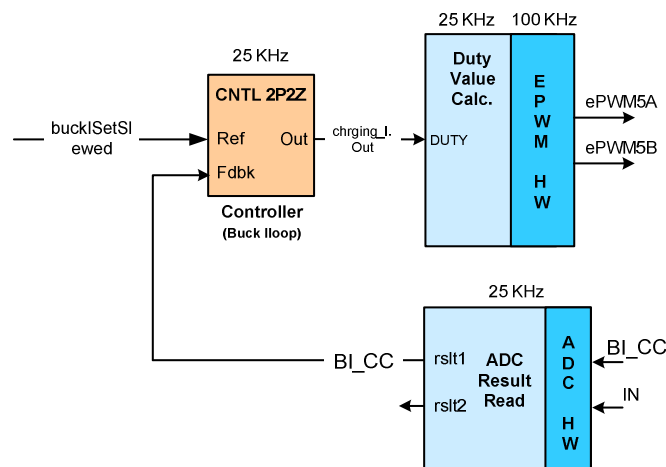 25 KHz
100 KHz
25 KHz
CNTL 2P2Z
Ref
Out
Fdbk
Controller
(Buck Iloop)
buckISetSl
ewed
chrging_I.
Out
Duty
Value
Calc.
DUTY
E
P
W
M
H
W
ePWM5A
ePWM5B
25 KHz
BI_CC
rslt1
rslt2
ADC
Result
Read
A
D
C
H
W
BI_CC
IN